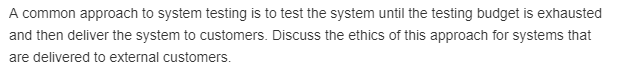 A common approach to system testing is to test the system until the testing budget is exhausted
and then deliver the system to customers. Discuss the ethics of this approach for systems that
are delivered to external customers.